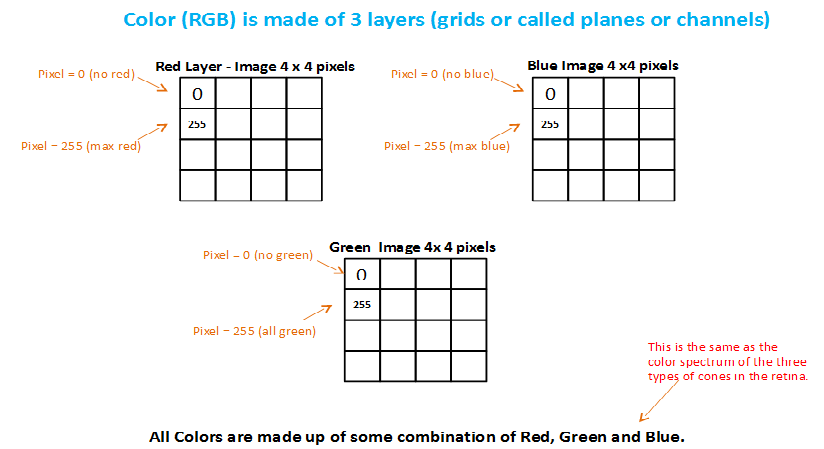 Color (RGB) is made of 3 layers (grids or called planes or channels)
Red Layer - Image 4 x 4 pixels
Pixel = 0 (no red)
0
255
Pixel = 255 (max red)
Blue Image 4 x4 pixels
Pixel = 0 (no blue)
0
255
Pixel = 255 (max blue)
Green Image 4x 4 pixels
Pixel = 0 (no green)
0
255
Pixel = 255 (all green)
This is the same as the
color spectrum of the three
types of cones in the retina.
All Colors are made up of some combination of Red, Green and Blue.